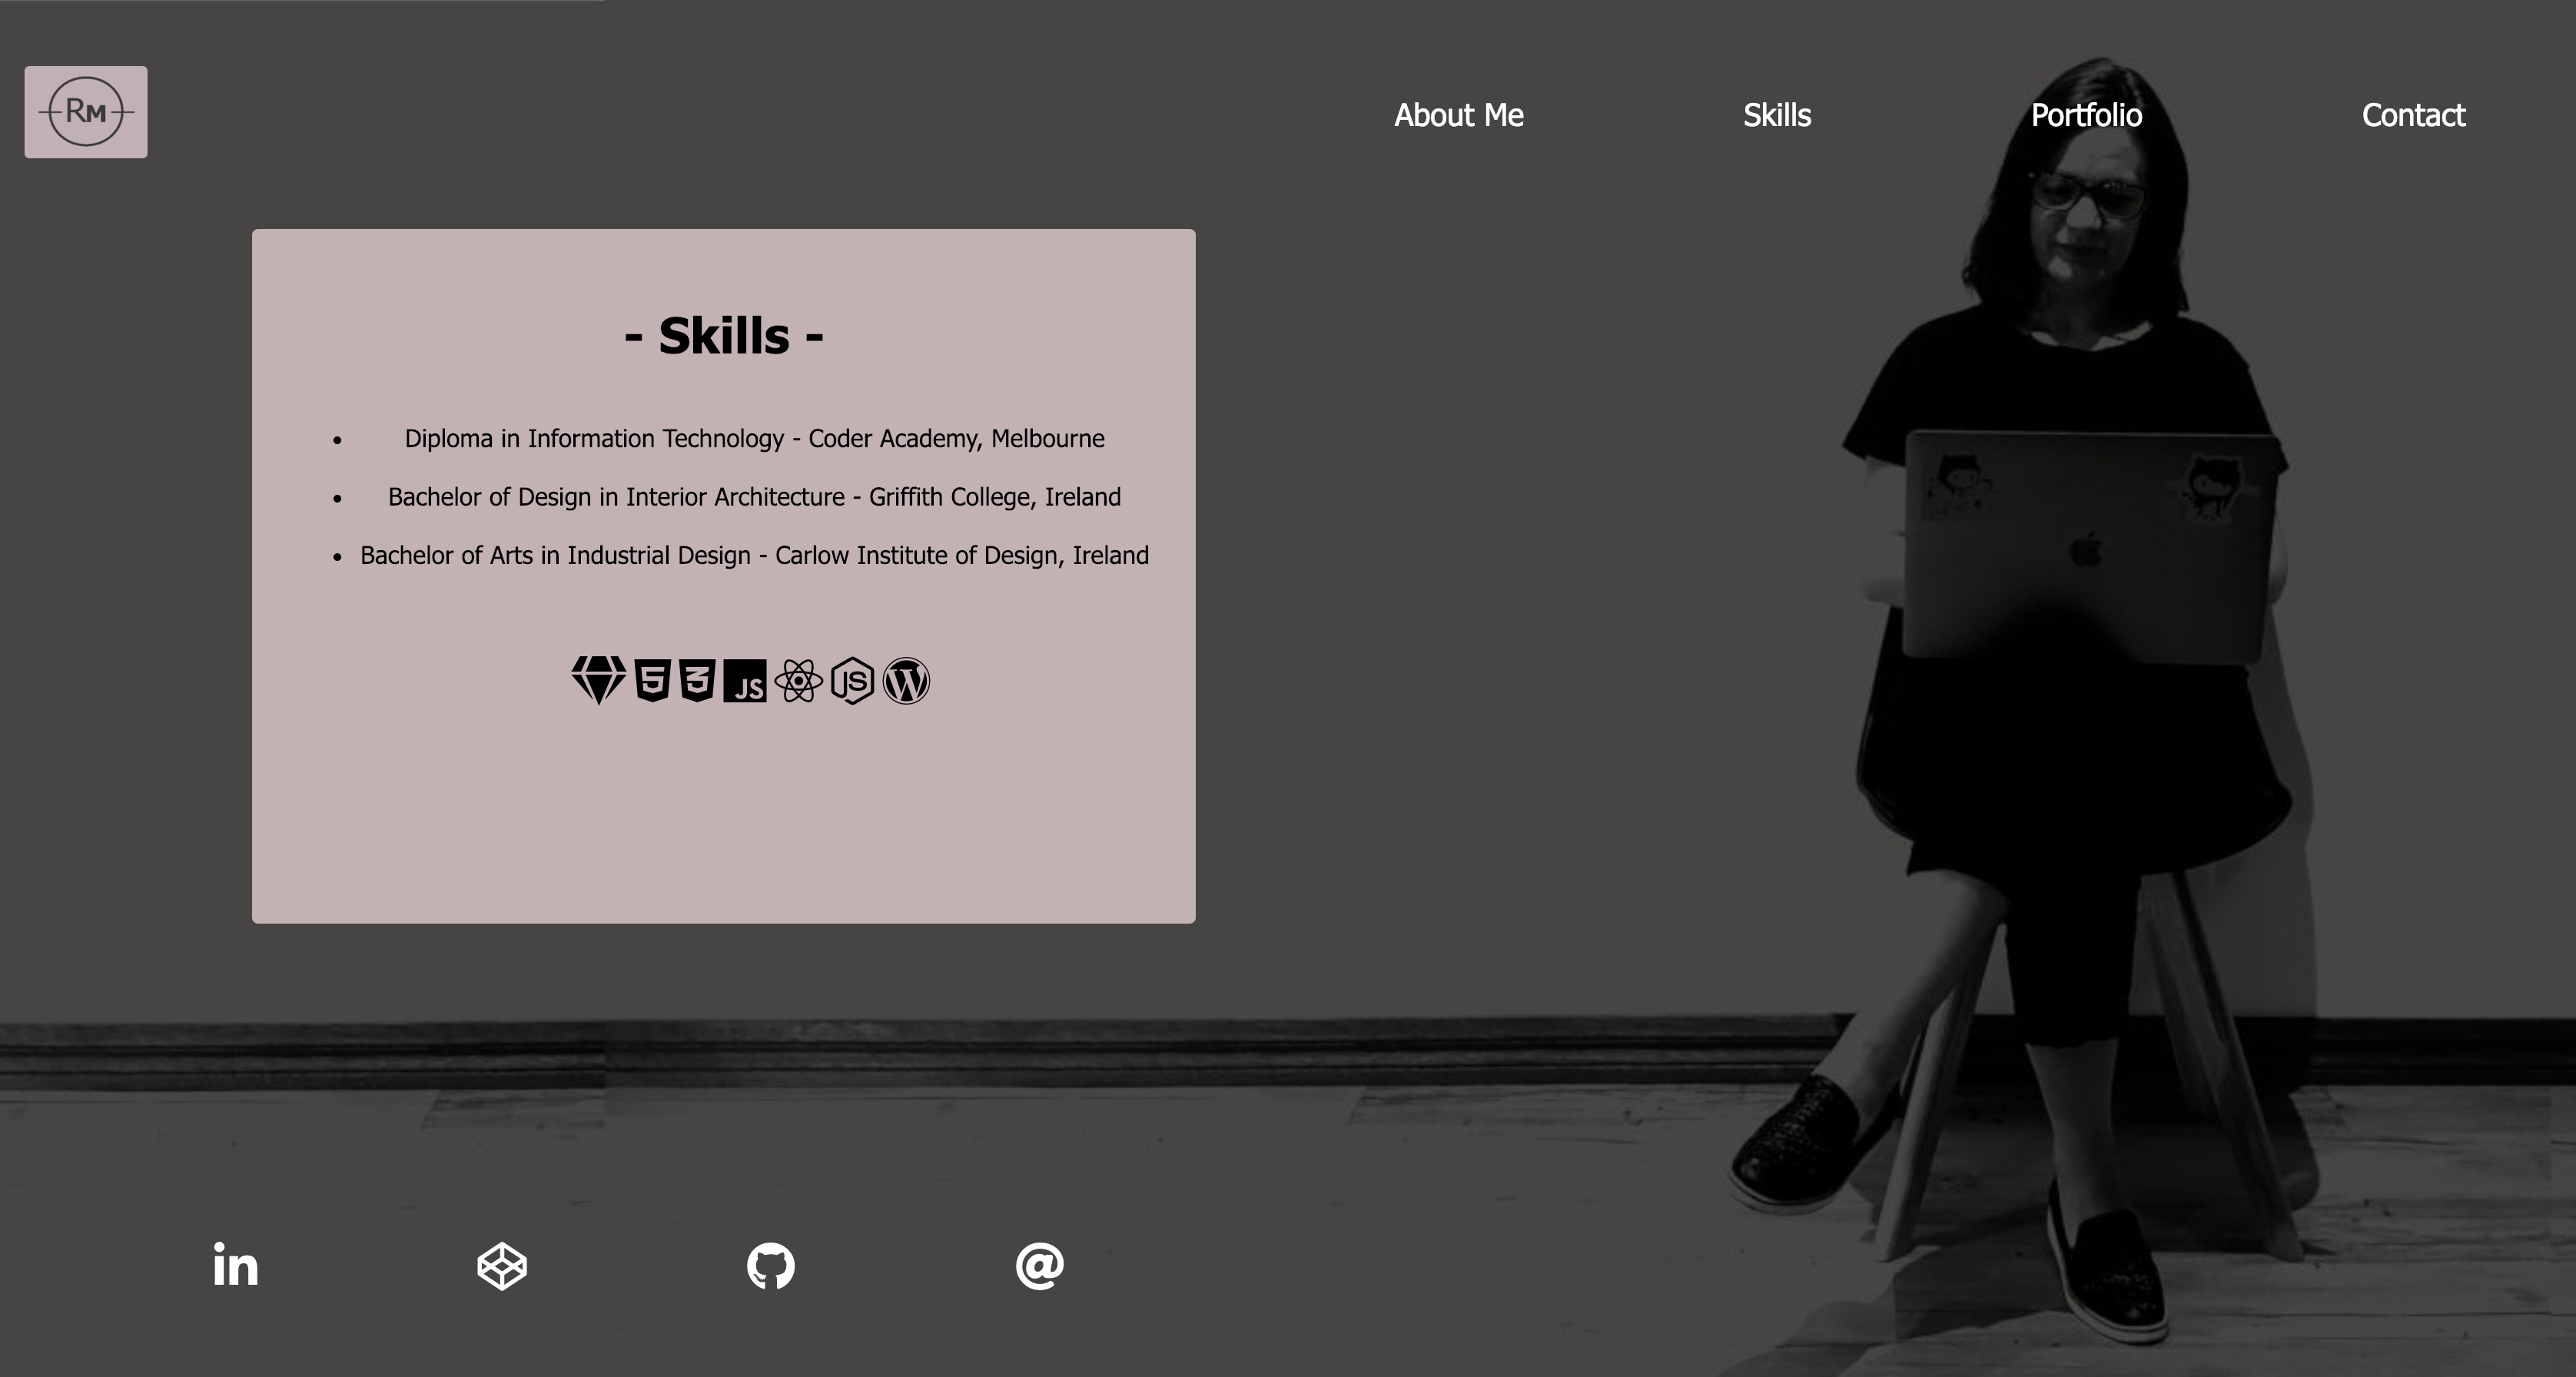 RM
About Me
Skills
Portfolio
Contact
- Skills -
• Diploma in Information Technology - Coder Academy, Melbourne
• Bachelor of Design in Interior Architecture - Griffith College, Ireland
• Bachelor of Arts in Industrial Design - Carlow Institute of Design, Ireland
5 3 JS JS W
in @